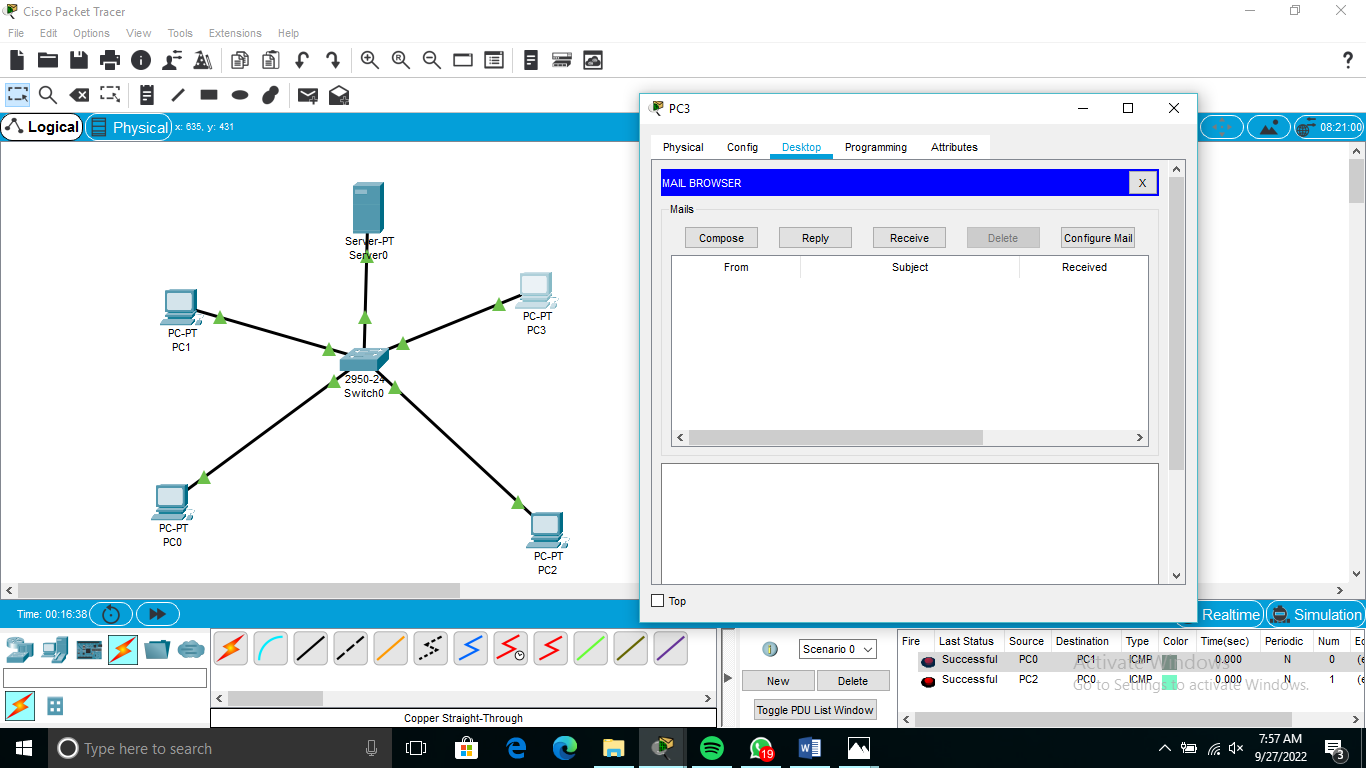 Cisco Packet Tracer
File Edit Options View Tools Extensions Help
?
Logical
Physical
x: 635, y: 431
08:21:00
Server-PT
Server0
PC-PT
PC1
PC-PT
PC3
2950-24
Switch0
PC-PT
PC0
PC-PT
PC2
PC3
Physical Config Desktop Programming Attributes
MAIL BROWSER
X
Mails
Compose Reply Receive Delete Configure Mail
From Subject Received
Top
Time: 00:16:38
Realtime
Simulation
Copper Straight-Through
Scenario 0
New Delete
Toggle PDU List Window
Fire Last Status Source Destination Type Color Time(sec) Periodic Num
Successful PC0 PC1 ICMP 0.000 N 0 (e
Successful PC2 PC0 ICMP 0.000 N 1 (e
Activate Windows
Go to Settings to activate Windows.
Type here to search
19
7:57 AM
9/27/2022
3